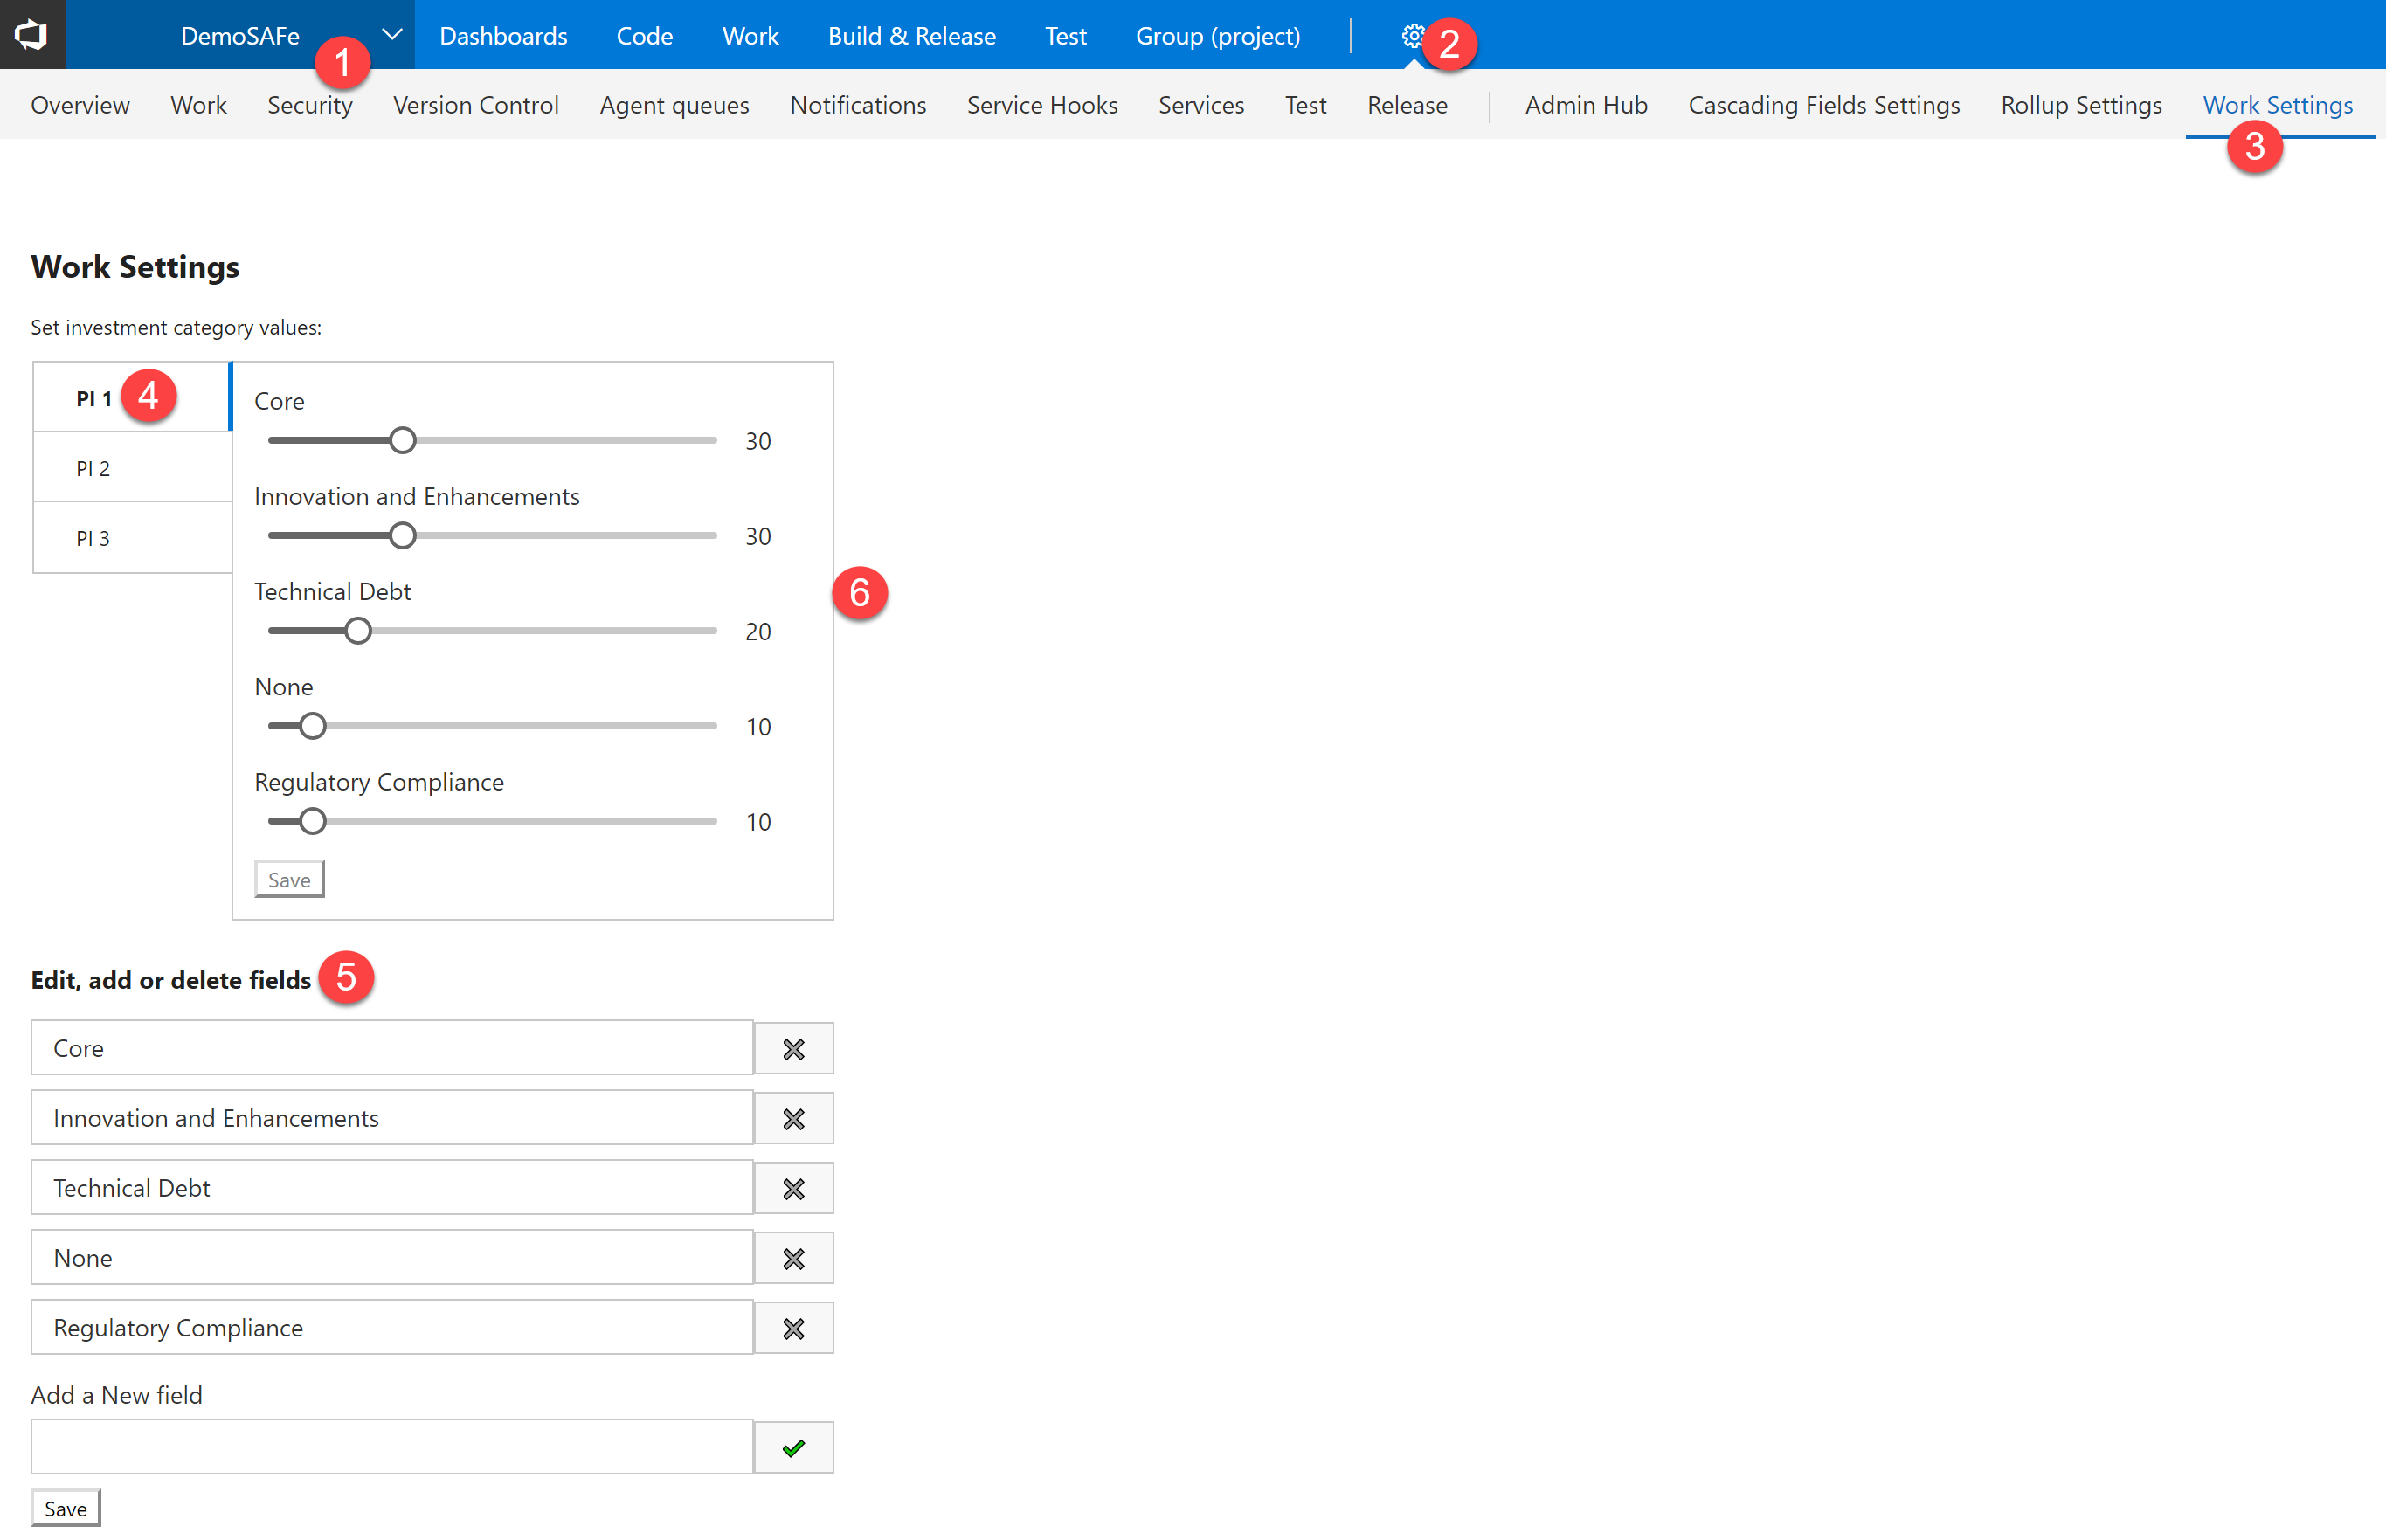 DemoSAFe Dashboards Code Work Build & Release Test Group (project)
1 2
Overview Work Security Version Control Agent queues Notifications Service Hooks Services Test Release Admin Hub Cascading Fields Settings Rollup Settings Work Settings
3
Work Settings
Set investment category values:
PI 1 4
PI 2
PI 3
Core
30
Innovation and Enhancements
30
Technical Debt
20
None
10
Regulatory Compliance
10
Save
6
Edit, add or delete fields 5
Core
Innovation and Enhancements
Technical Debt
None
Regulatory Compliance
Add a New field
Save